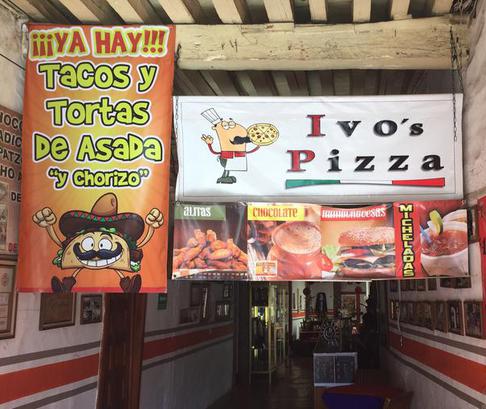 ¡¡¡YA HAY!!!
TACOS Y
TORTAS
DE ASADA
"Y CHORIZO"
Ivo's
Pizza
ALITAS
CHOCOLATE
HAMBURGUESAS
MICHELADAS